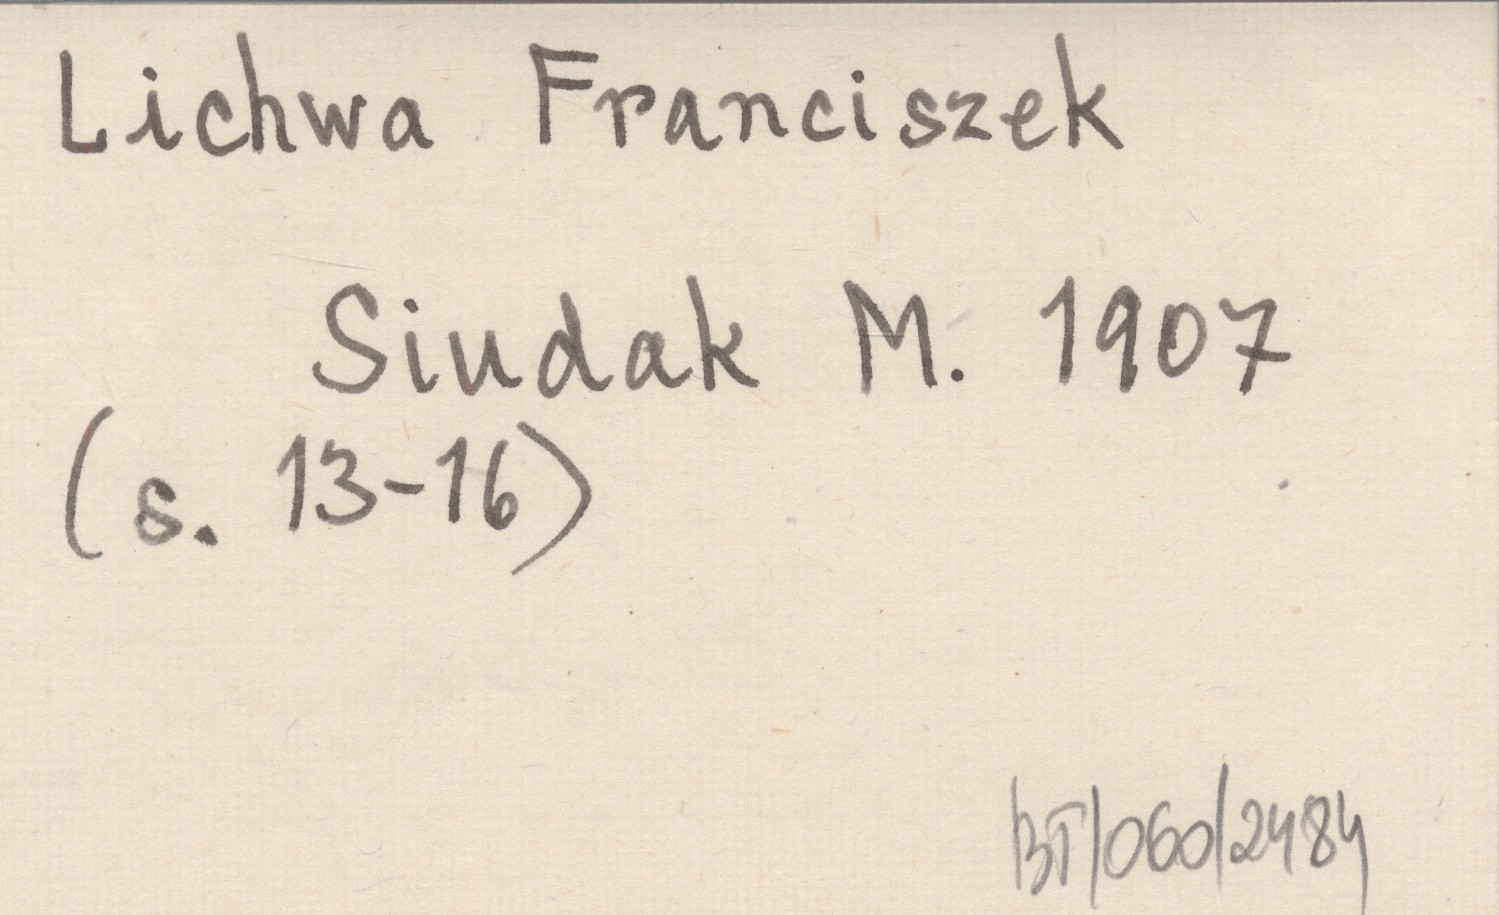 Lichwa Franciszek
Siudak M. 1907
(s. 13-16)
BT/060/2484